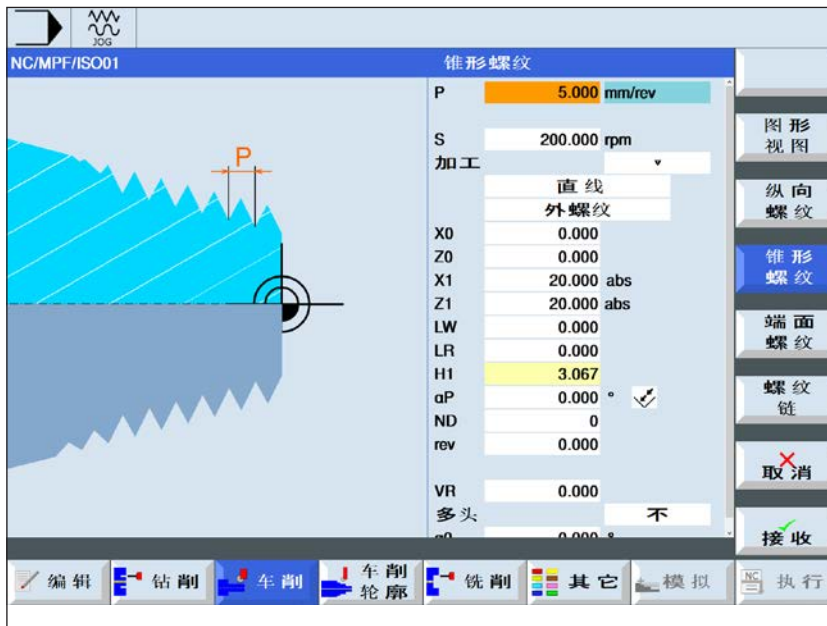 JOG
NC/MPF/ISO01
锥形螺纹
P 5.000 mm/rev
S 200.000 rpm
加工
直线
外螺纹
X0 0.000
Z0 0.000
X1 20.000 abs
Z1 20.000 abs
LW 0.000
LR 0.000
H1 3.067
αP 0.000 °
ND 0
rev 0.000
VR 0.000
多头 不
P
图形
视图
纵向
螺纹
锥形
螺纹
端面
螺纹
螺纹
链
取消
接收
编辑
钻削
车削
车削
轮廓
铣削
其它
模拟
NC
执行